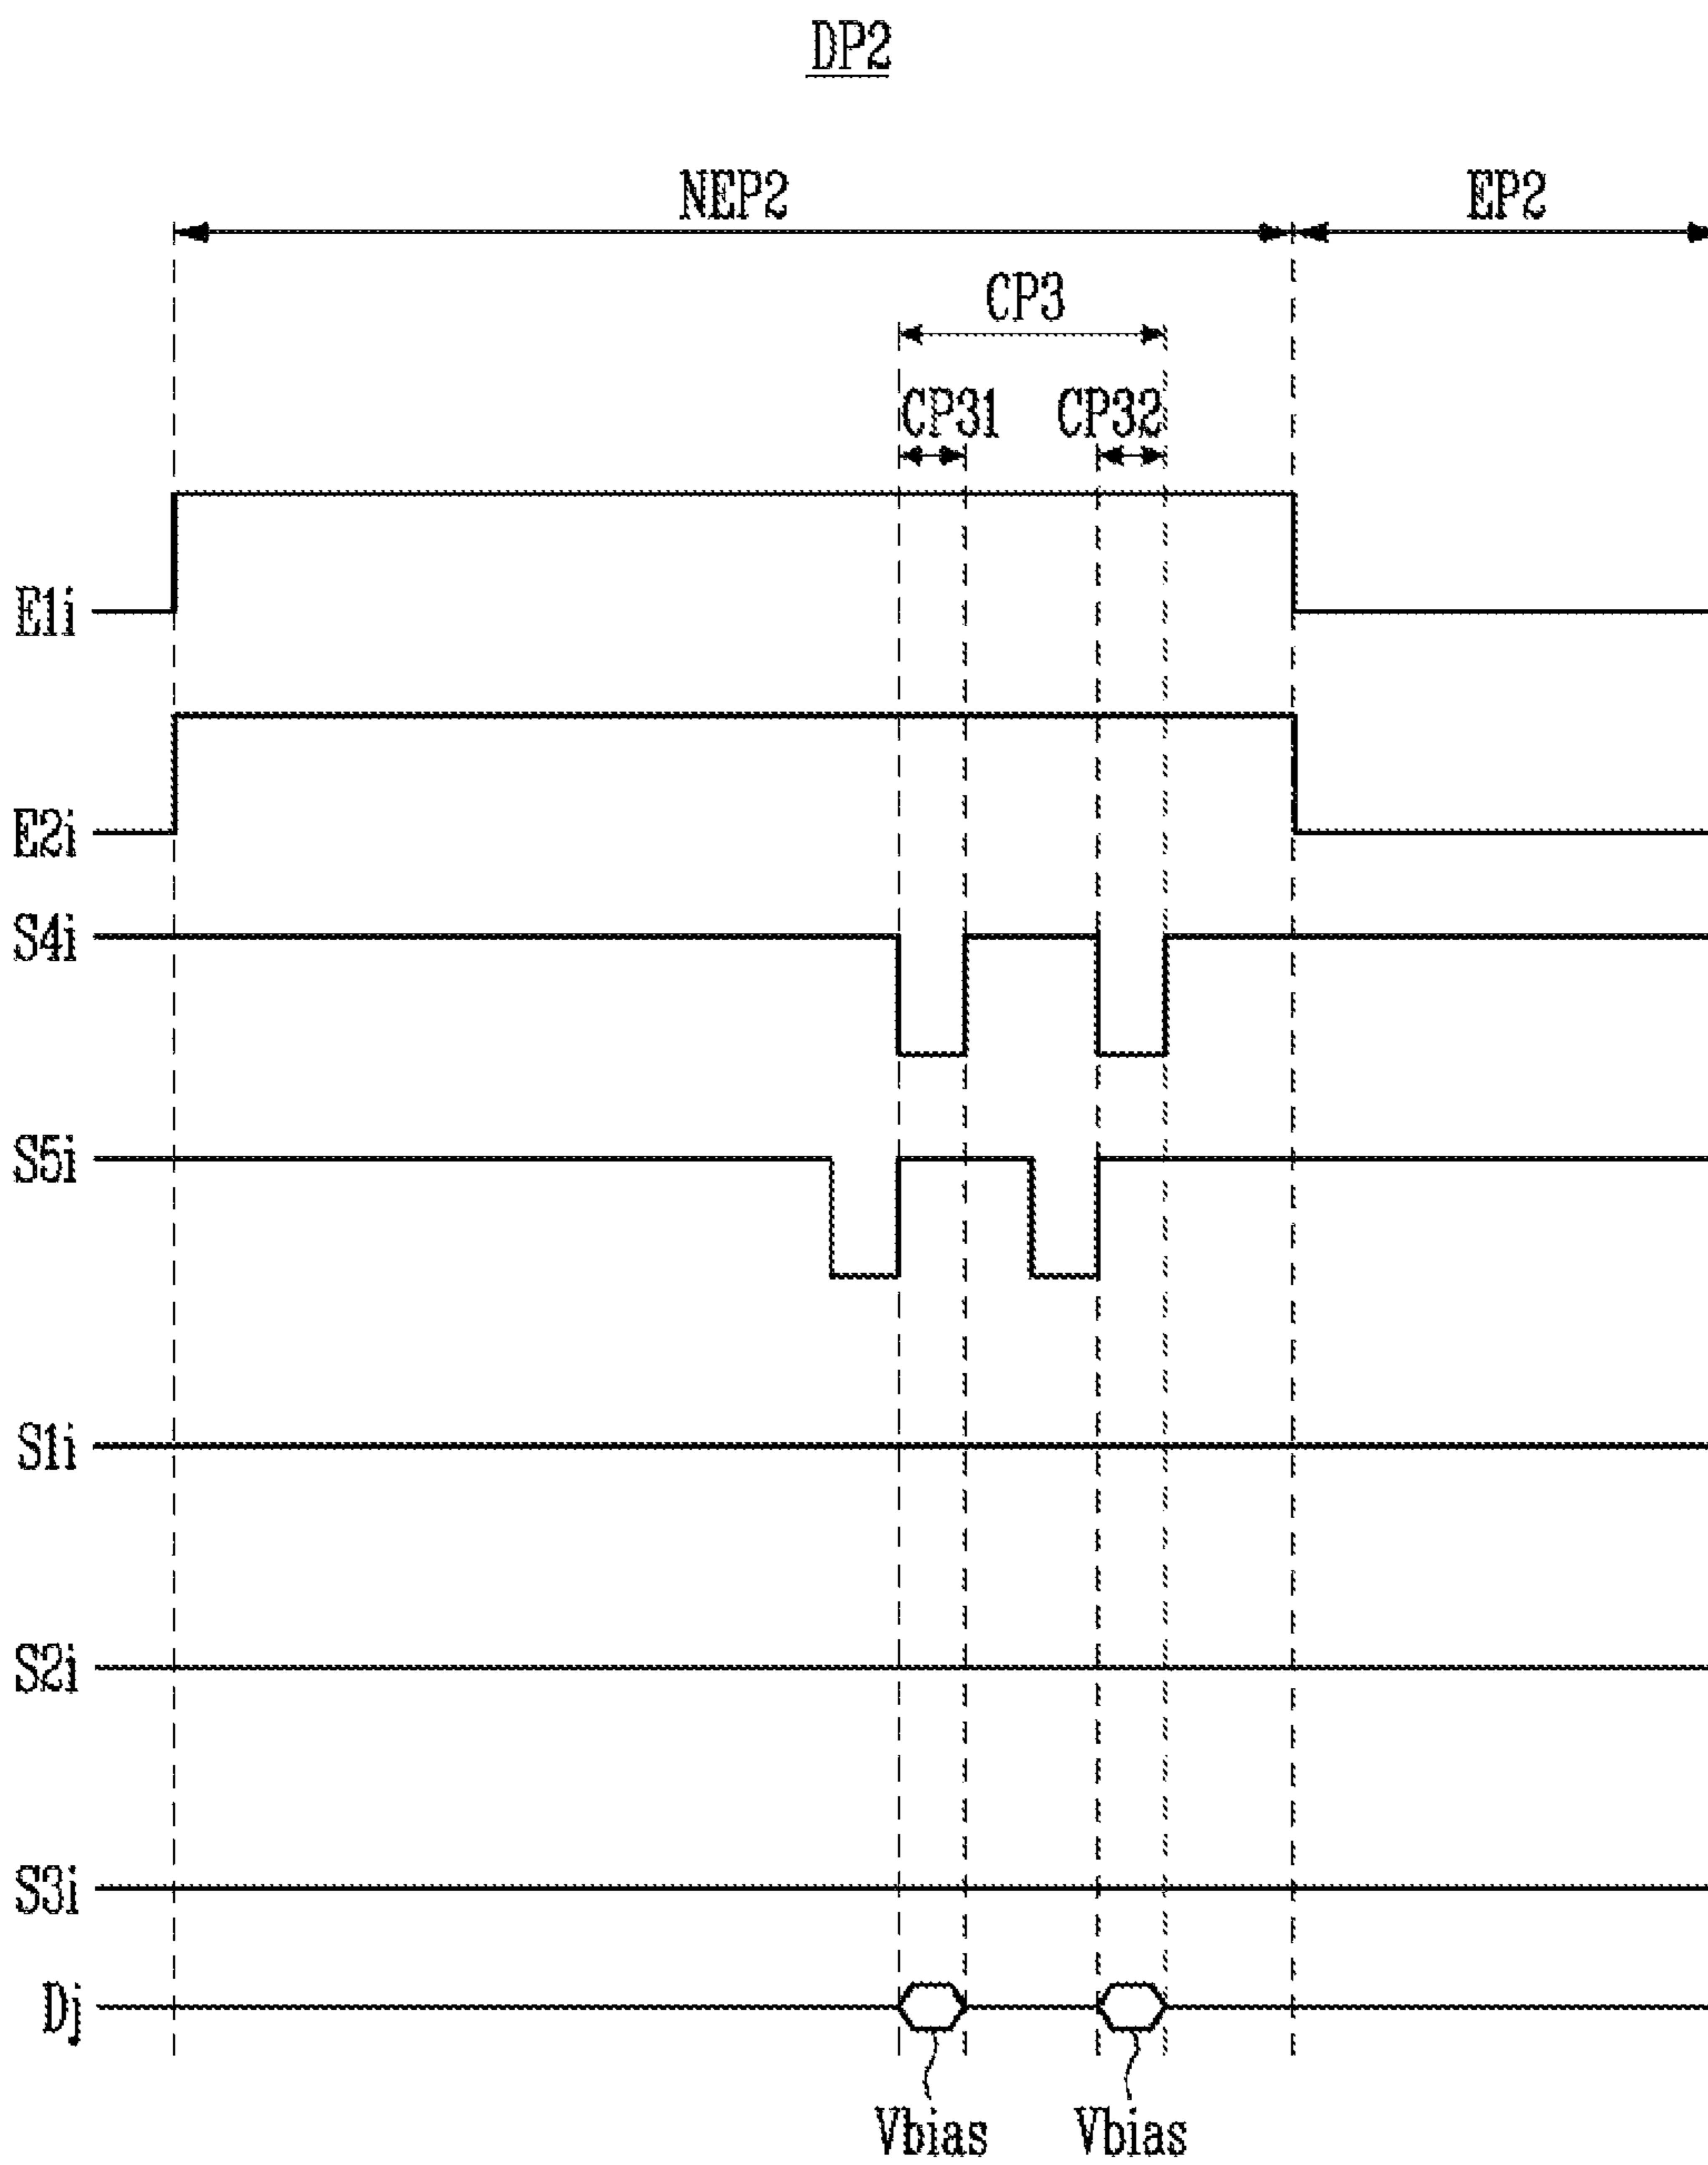 DP2
NEP2
EP2
CP3
CP31
CP32
E1i
E2i
S4i
S5i
S1i
S2i
S3i
Dj
Vbias
Vbias